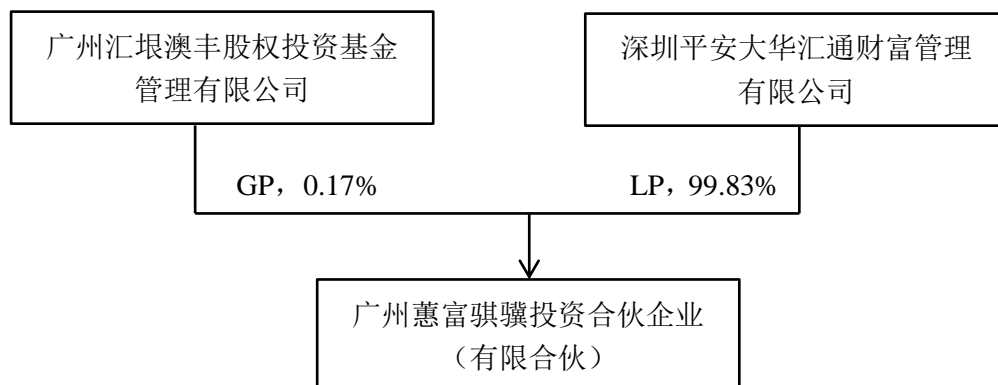 广州汇垠澳丰股权投资基金
管理有限公司
深圳平安大华汇通财富管理
有限公司
GP，0.17%
LP，99.83%
广州蕙富骐骥投资合伙企业
（有限合伙）